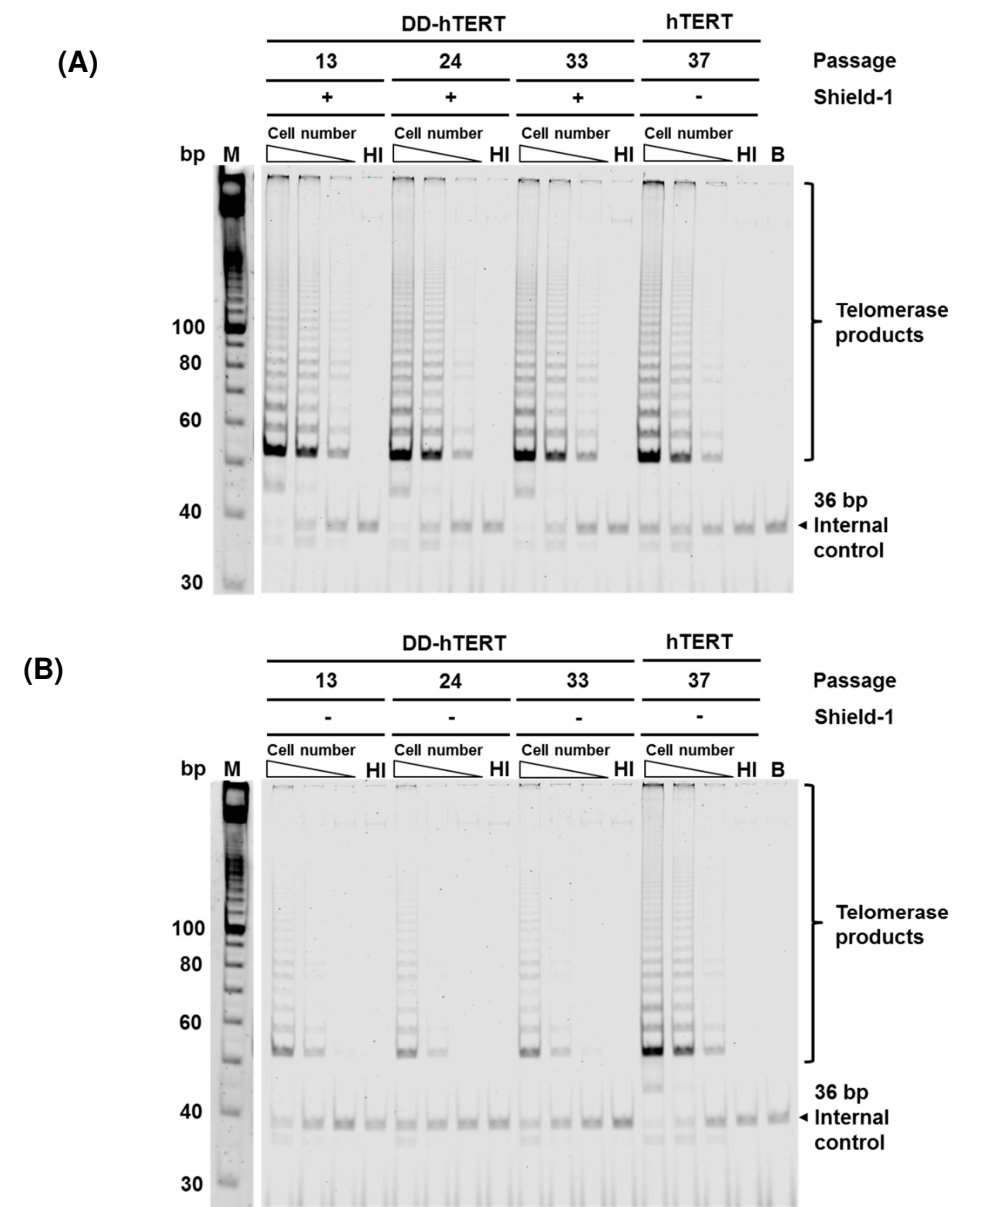 (A)
DD-hTERT hTERT
13 24 33 37 Passage
+ + + - Shield-1
Cell number Cell number Cell number Cell number
bp M HI HI HI HI B
100
80
60
40
30
Telomerase
products
36 bp
Internal
control
(B)
DD-hTERT hTERT
13 24 33 37 Passage
- - - - Shield-1
Cell number Cell number Cell number Cell number
bp M HI HI HI HI B
100
80
60
40
30
Telomerase
products
36 bp
Internal
control